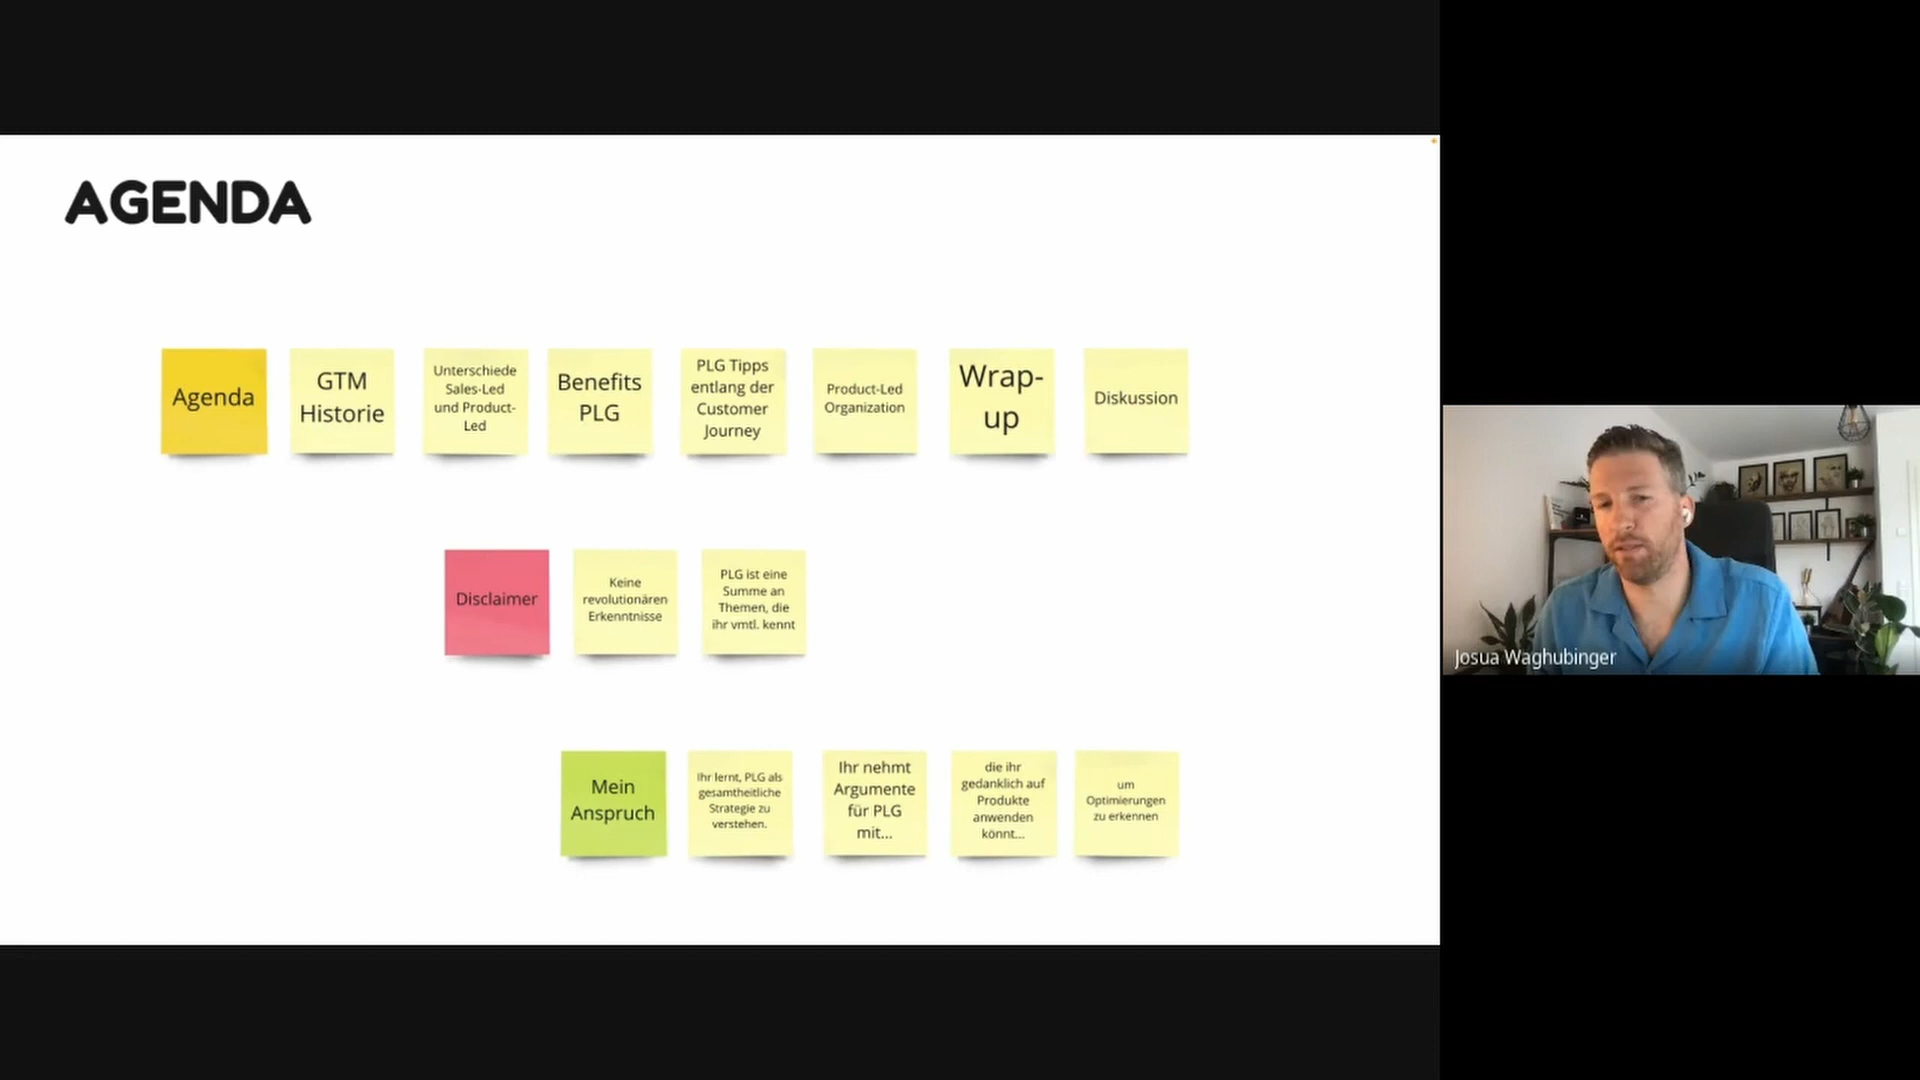 AGENDA
Agenda
GTM
Historie
Unterschiede
Sales-Led
und Product-
Led
Benefits
PLG
PLG Tipps
entlang der
Customer
Journey
Product-Led
Organization
Wrap-
up
Diskussion
Disclaimer
Keine
revolutionären
Erkenntnisse
PLG ist eine
Summe an
Themen, die
ihr vmtl. kennt
Mein
Anspruch
Ihr lernt, PLG als
gesamtheitliche
Strategie zu
verstehen.
Ihr nehmt
Argumente
für PLG
mit...
die ihr
gedanklich auf
Produkte
anwenden
könnt...
um
Optimierungen
zu erkennen
Josua Waghubinger